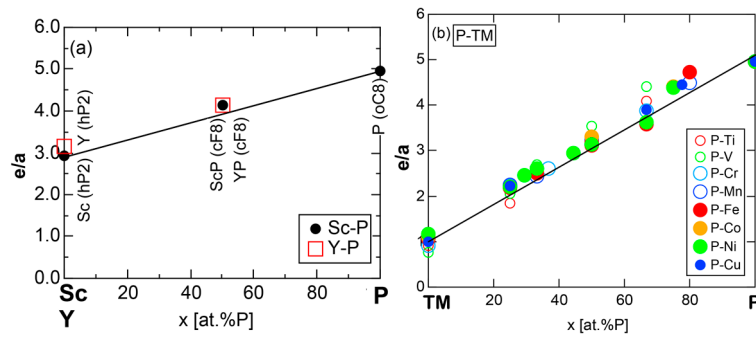 (a)
6.0
5.0
4.0
3.0
2.0
1.0
0.0
e/a
Sc (hP2)
Y (hP2)
ScP (cF8)
YP (cF8)
P (oC8)
Sc-P
Y-P
Sc
Y
20
40
60
80
P
x [at.%P]
(b) P-TM
6
5
4
3
2
1
0
e/a
P-Ti
P-V
P-Cr
P-Mn
P-Fe
P-Co
P-Ni
P-Cu
TM
20
40
60
80
P
x [at.%P]